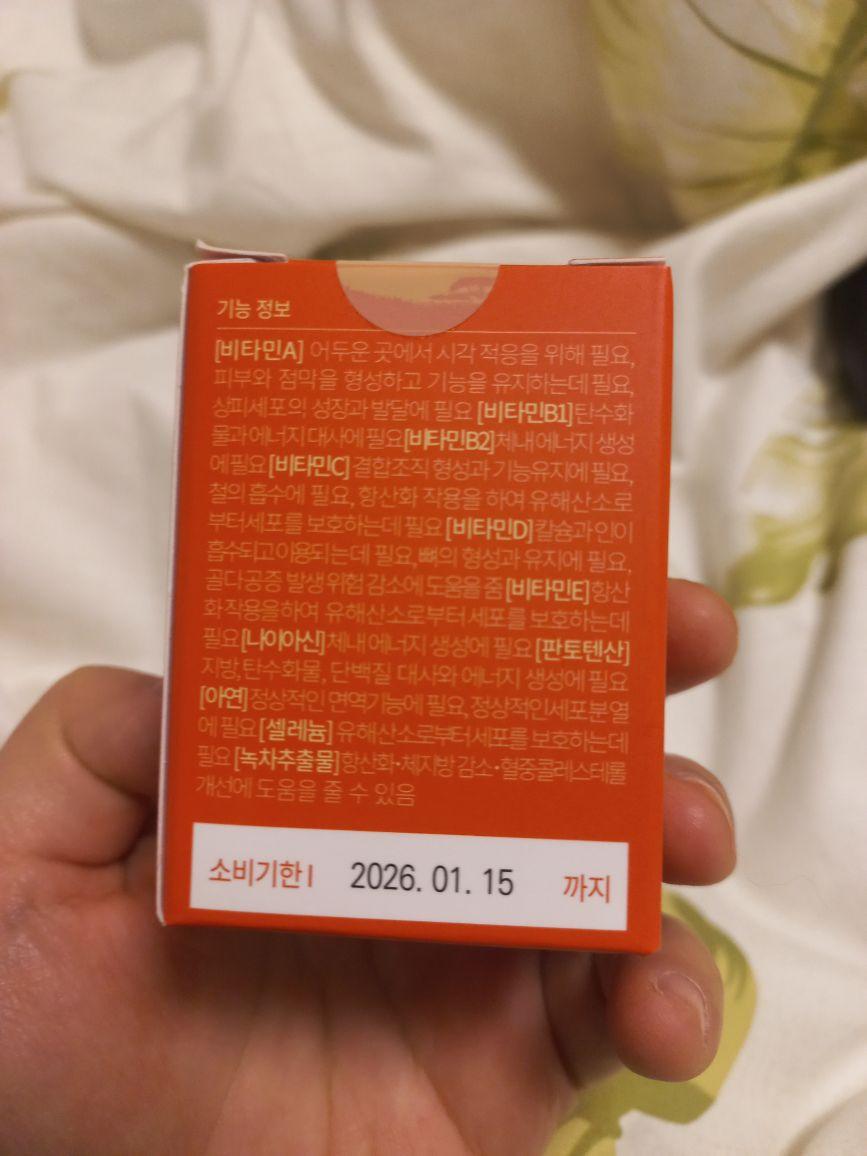 기능 정보
[비타민A] 어두운 곳에서 시각 적응을 위해 필요,
피부와 점막을 형성하고 기능을 유지하는데 필요,
상피세포의 성장과 발달에 필요 [비타민B1]탄수화
물과 에너지 대사에 필요[비타민B2]체내 에너지 생성
에 필요[비타민C]결합조직 형성과 기능유지에 필요,
철의 흡수에 필요, 항산화 작용을 하여 유해산소로
부터 세포를 보호하는데 필요[비타민D]칼슘과 인이
흡수되고 이용되는데 필요, 뼈의 형성과 유지에 필요,
골다공증 발생 위험 감소에 도움을 줌[비타민E]항산
화 작용을 하여 유해산소로부터 세포를 보호하는데
필요[나이아신]체내 에너지 생성에 필요[판토텐산]
지방, 탄수화물, 단백질 대사와 에너지 생성에 필요
[아연]정상적인 면역기능에 필요, 정상적인 세포분열
에 필요[셀레늄]유해산소로부터 세포를 보호하는데
필요[녹차추출물]항산화•체지방 감소•혈중콜레스테롤
개선에 도움을 줄 수 있음
소비기한 I 2026. 01. 15 까지